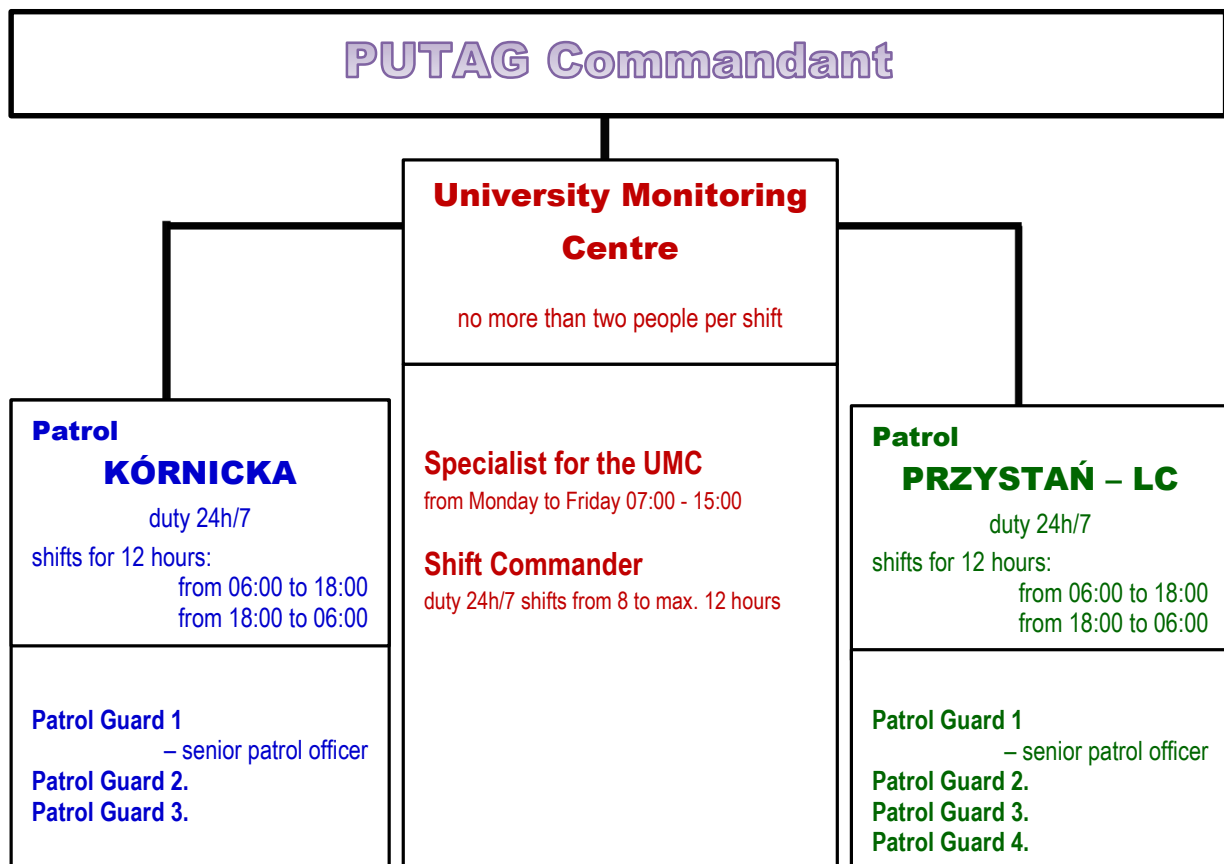 PUTAG Commandant
University Monitoring
Centre
no more than two people per shift
Specialist for the UMC
from Monday to Friday 07:00 - 15:00
Shift Commander
duty 24h/7 shifts from 8 to max. 12 hours
Patrol
KÓRNICKA
duty 24h/7
shifts for 12 hours:
from 06:00 to 18:00
from 18:00 to 06:00
Patrol Guard 1
– senior patrol officer
Patrol Guard 2.
Patrol Guard 3.
Patrol
PRZYSTAŃ – LC
duty 24h/7
shifts for 12 hours:
from 06:00 to 18:00
from 18:00 to 06:00
Patrol Guard 1
– senior patrol officer
Patrol Guard 2.
Patrol Guard 3.
Patrol Guard 4.